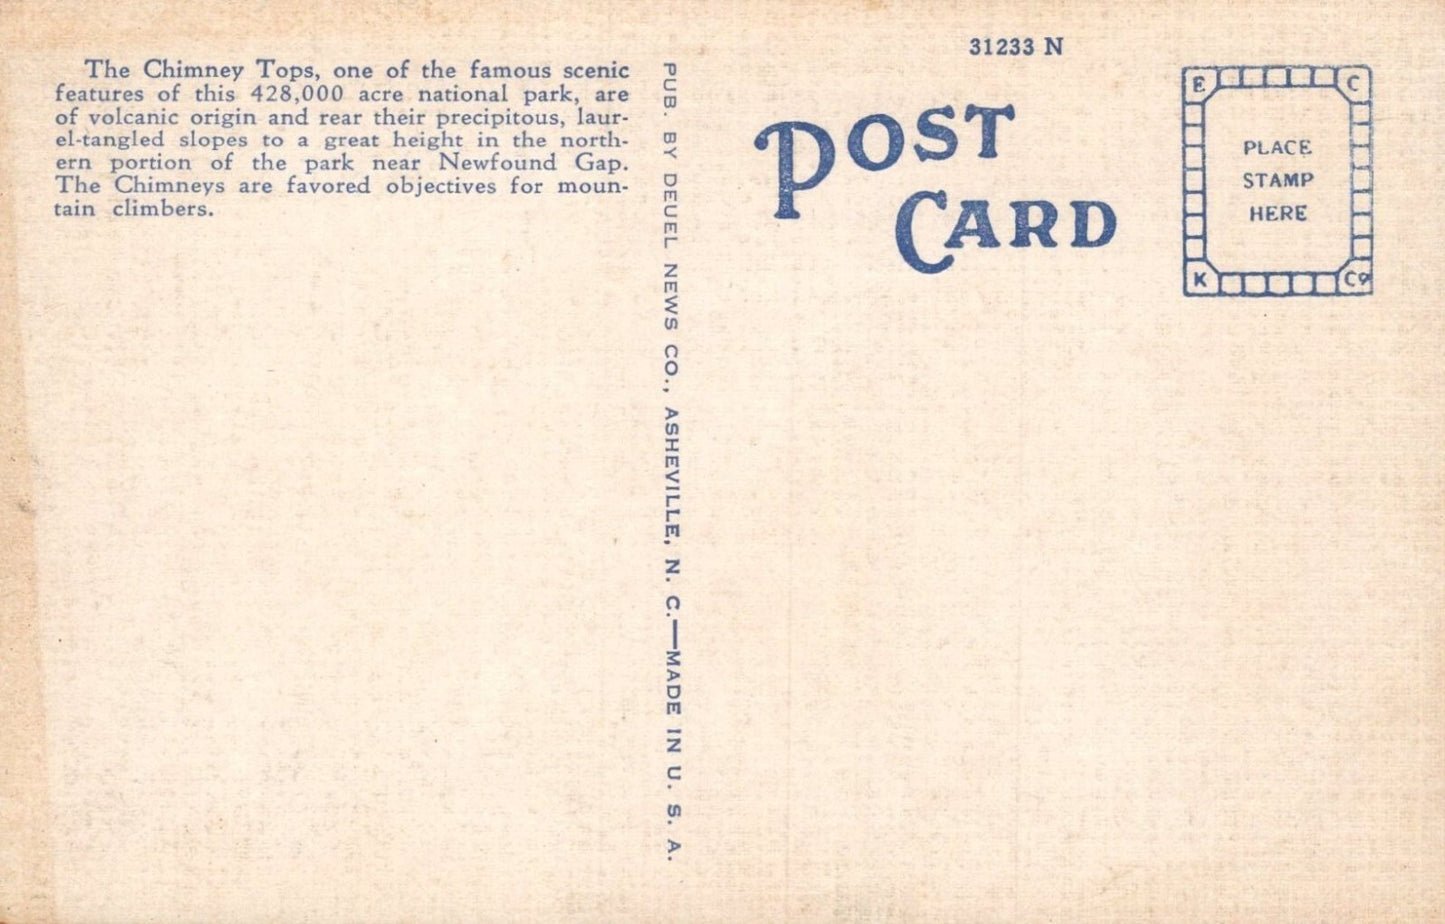 The Chimney Tops, one of the famous scenic
features of this 428,000 acre national park, are
of volcanic origin and rear their precipitous, laur-
el-tangled slopes to a great height in the north-
ern portion of the park near Newfound Gap.
The Chimneys are favored objectives for moun-
tain climbers.
PUB. BY DEUEL NEWS CO., ASHEVILLE, N. C.—MADE IN U. S. A.
31233 N
POST
CARD
E C
PLACE
STAMP
HERE
K Co